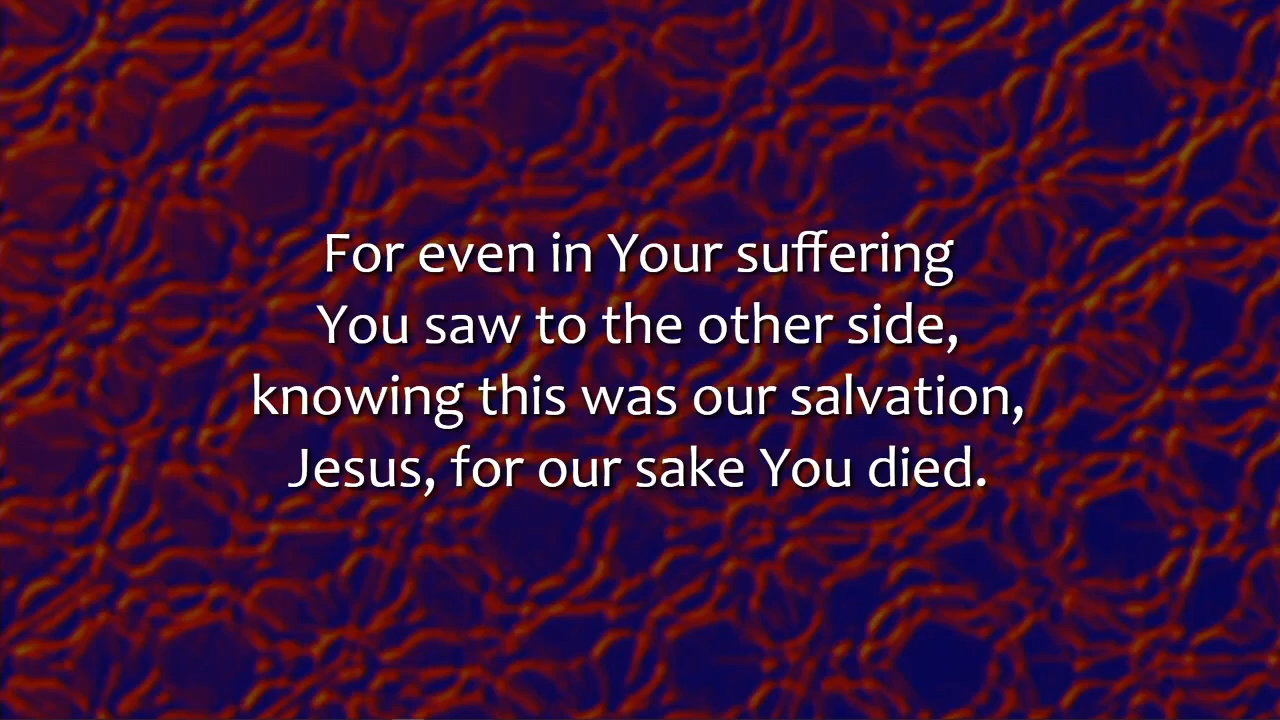 For even in Your suffering
You saw to the other side,
knowing this was our salvation,
Jesus, for our sake You died.